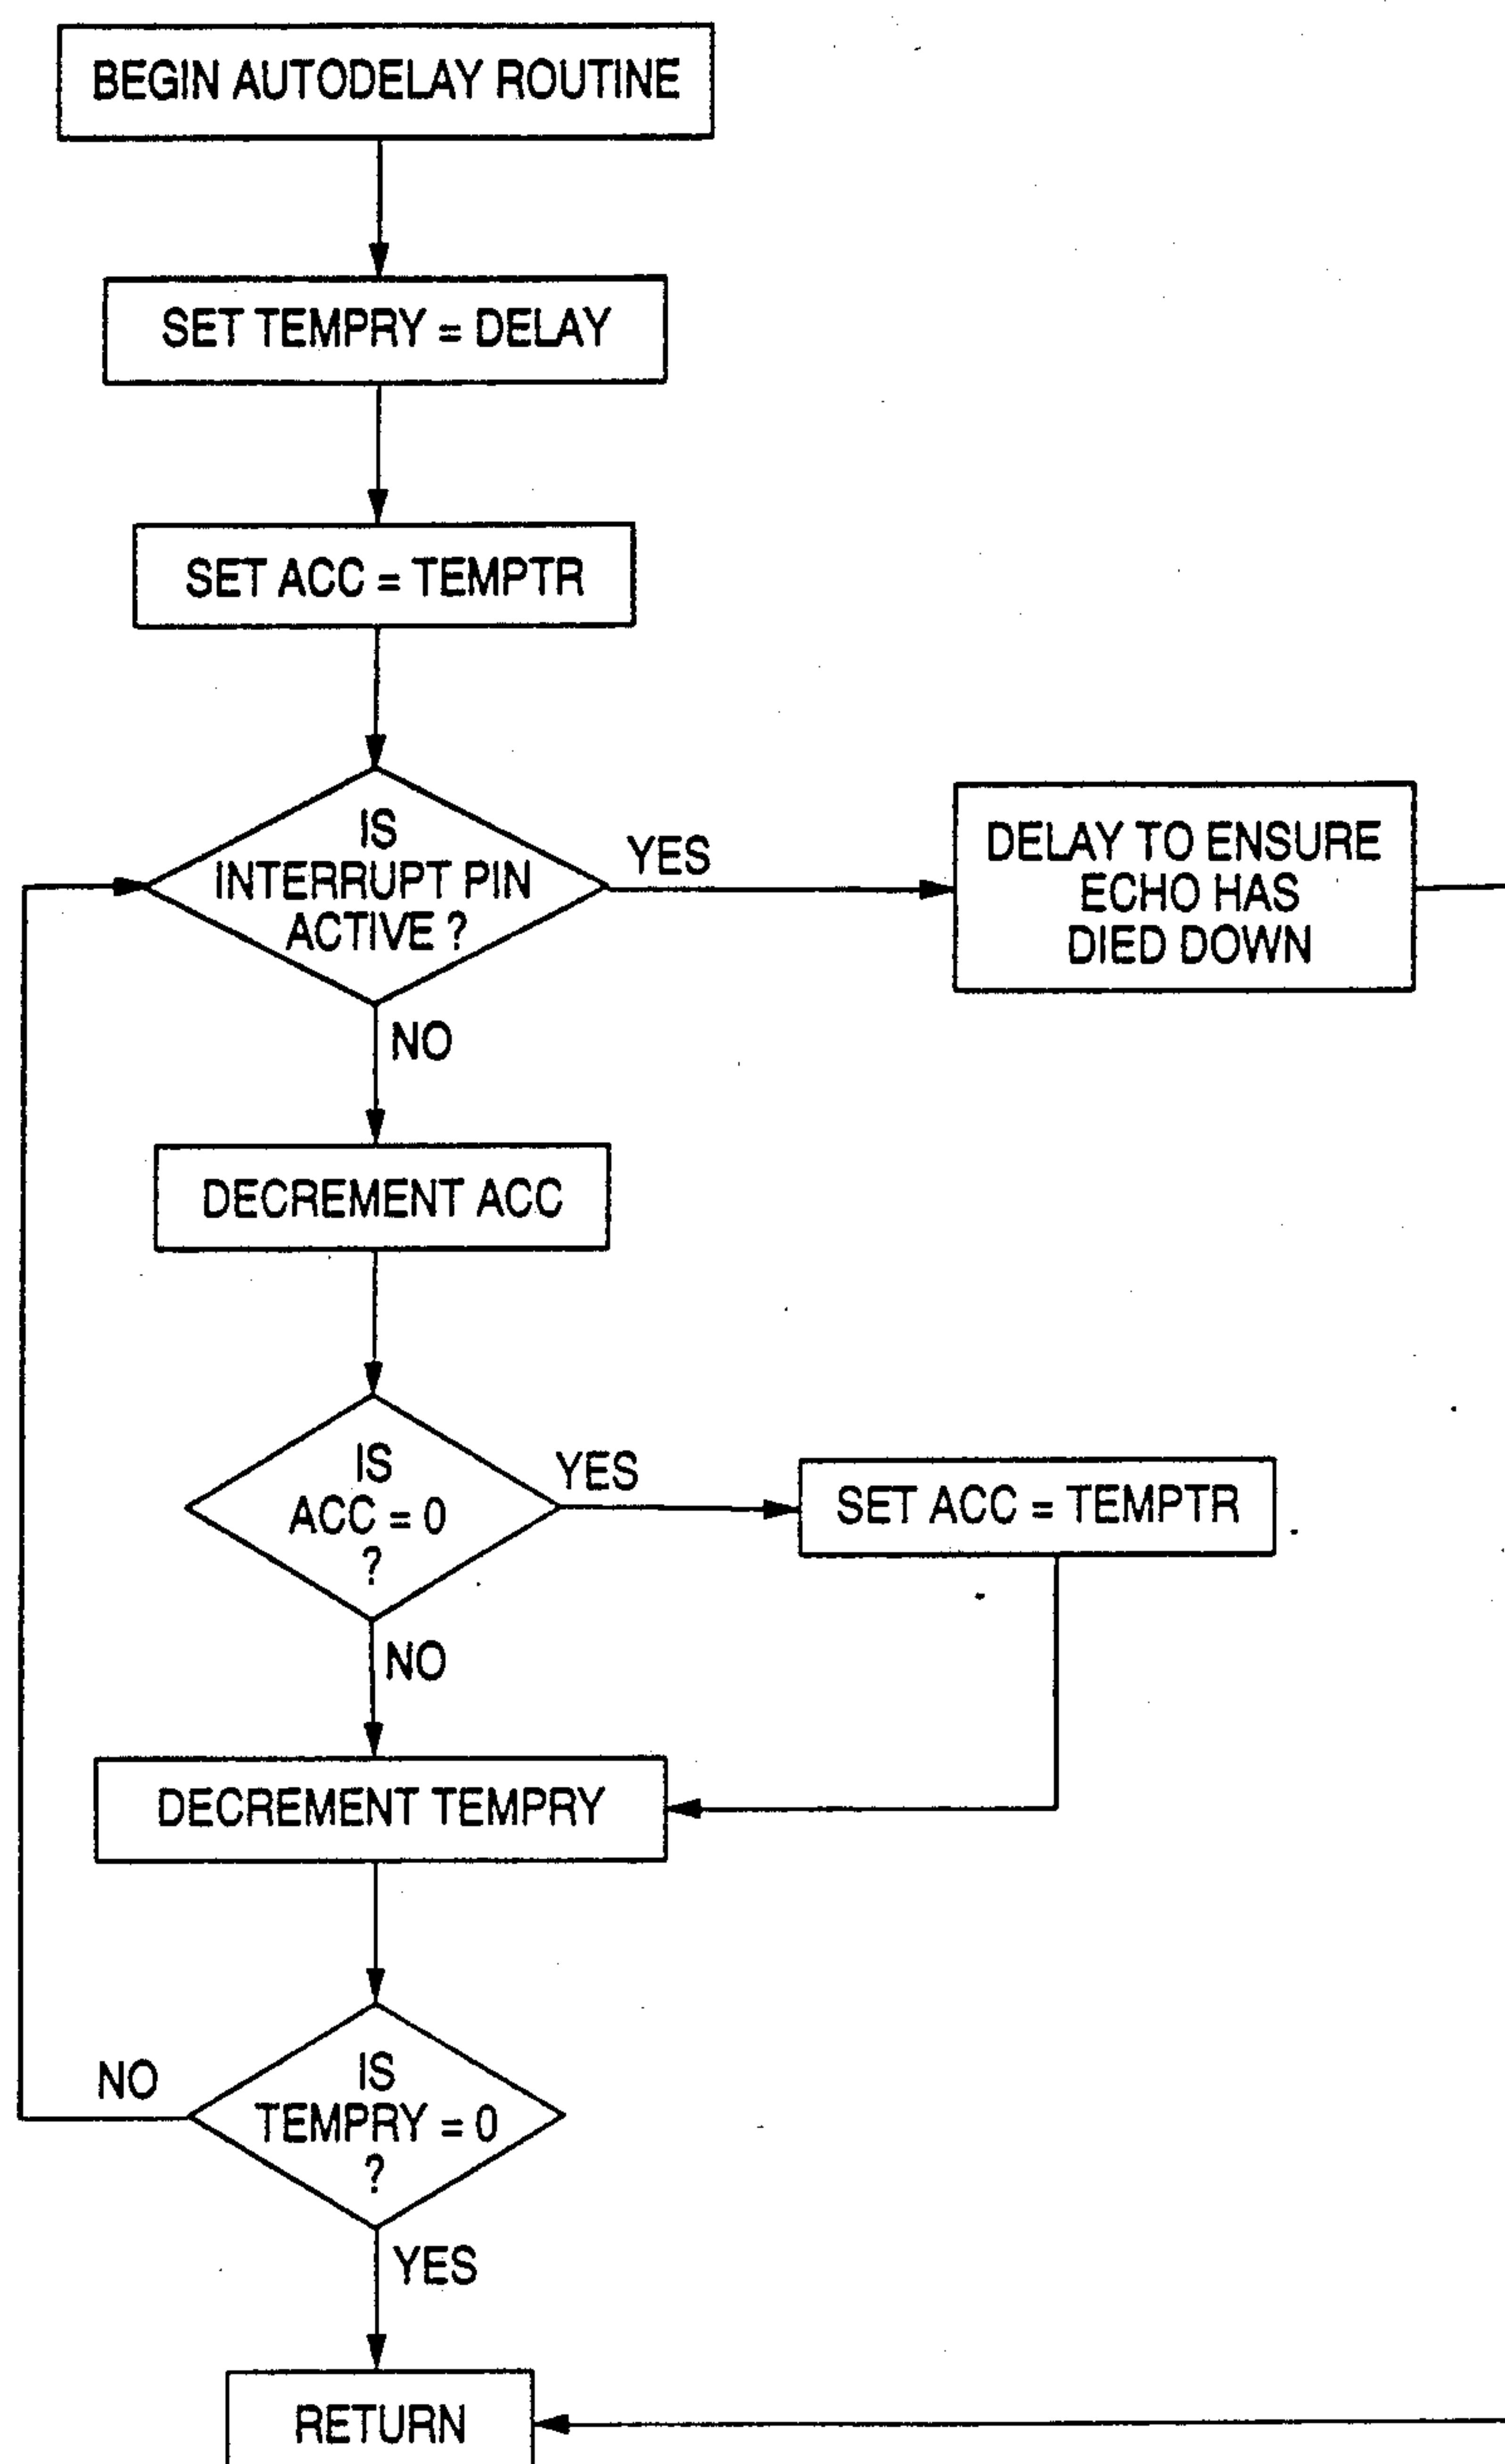 BEGIN AUTODELAY ROUTINE
SET TEMPRY = DELAY
SET ACC = TEMPTR
IS
INTERRUPT PIN
ACTIVE ?
YES
DELAY TO ENSURE
ECHO HAS
DIED DOWN
NO
DECREMENT ACC
IS
ACC = 0
?
YES
SET ACC = TEMPTR
NO
DECREMENT TEMPRY
IS
TEMPRY = 0
?
NO
YES
RETURN